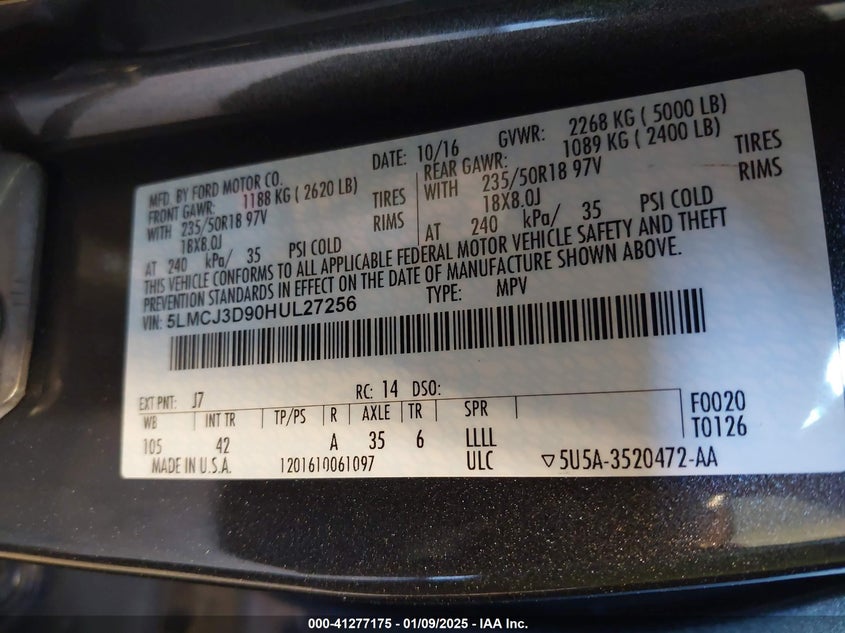 MFD. BY FORD MOTOR CO. DATE: 10/16 GVWR: 2268 KG ( 5000 LB)
FRONT GAWR: 1188 KG ( 2620 LB) REAR GAWR: 1089 KG ( 2400 LB)
WITH 235/50R18 97V TIRES WITH 235/50R18 97V TIRES
18X8.0J RIMS 18X8.0J RIMS
AT 240 kPa/ 35 PSI COLD AT 240 kPa/ 35 PSI COLD
THIS VEHICLE CONFORMS TO ALL APPLICABLE FEDERAL MOTOR VEHICLE SAFETY AND THEFT
PREVENTION STANDARDS IN EFFECT ON THE DATE OF MANUFACTURE SHOWN ABOVE.
VIN: 5LMCJ3D90HUL27256 TYPE: MPV
EXT PNT: J7 RC: 14 DSO:
WB INT TR TP/PS R AXLE TR SPR F0020
105 42 A 35 6 LLLL T0126
MADE IN U.S.A. 1201610061097 ULC ▽5U5A-3520472-AA
000-41277175 - 01/09/2025 - IAA Inc.